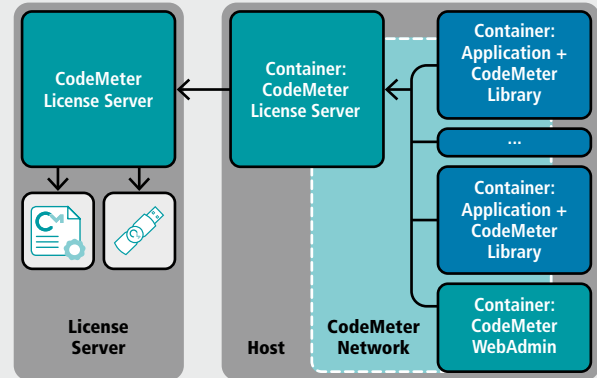 CodeMeter
License Server
Container:
CodeMeter
License Server
Container:
Application +
CodeMeter
Library
...
Container:
Application +
CodeMeter
Library
Container:
CodeMeter
WebAdmin
CM
License
Server
Host
CodeMeter
Network